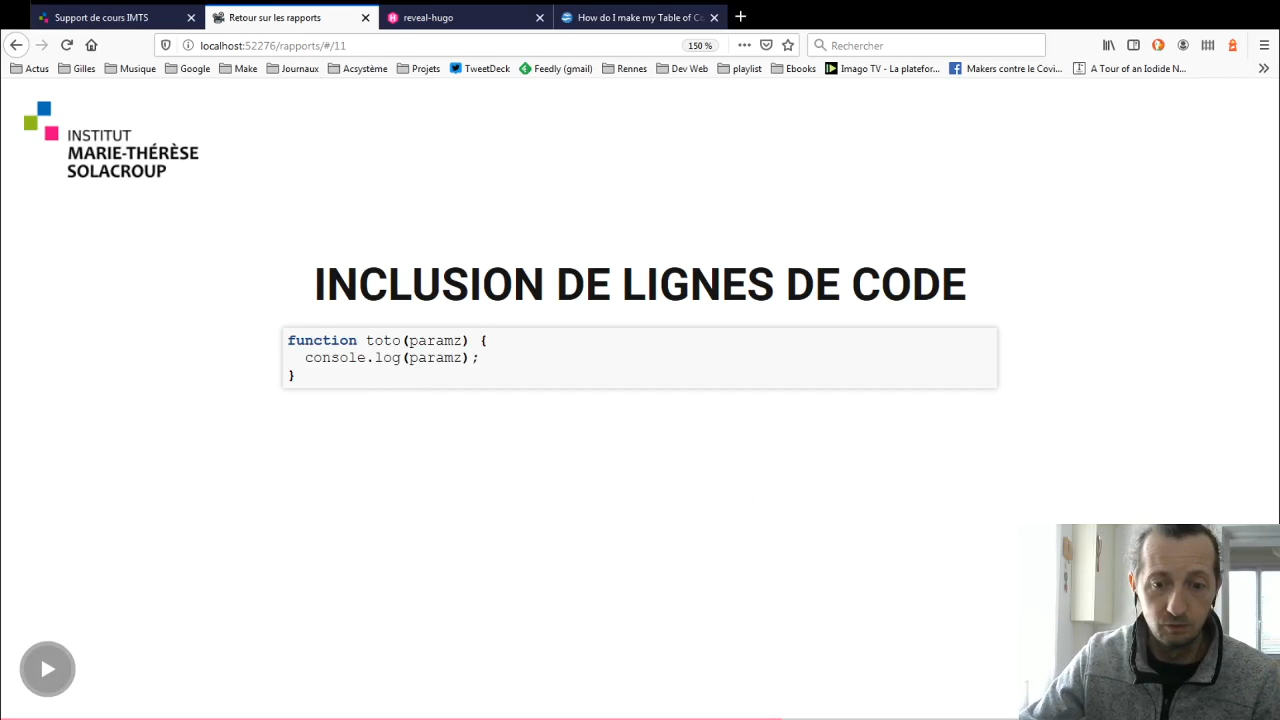 Support de cours IMTS
Retour sur les rapports
reveal-hugo
How do I make my Table of Co
localhost:52276/rapports/#/11
150 %
Rechercher
Actus
Gilles
Musique
Google
Make
Journaux
Acsystème
Projets
TweetDeck
Feedly (gmail)
Rennes
Dev Web
playlist
Ebooks
Imago TV - La platefor...
Makers contre le Covi...
A Tour of an Iodide N...
INSTITUT
MARIE-THÉRÈSE
SOLACROUP
INCLUSION DE LIGNES DE CODE
function toto(paramz) {
console.log(paramz);
}